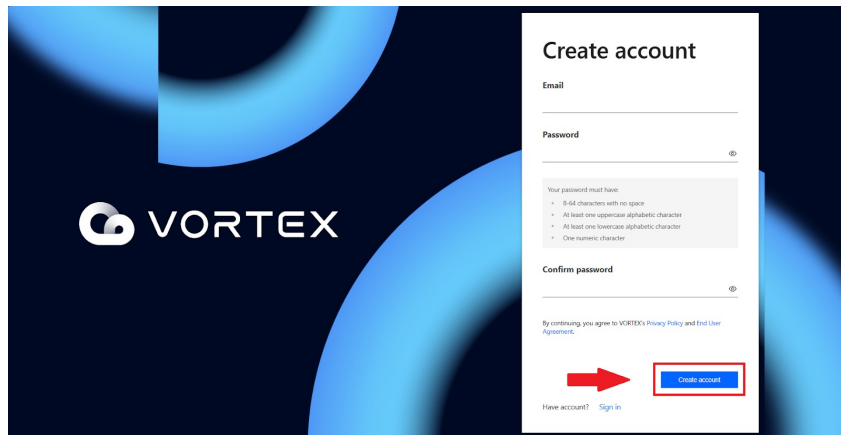 VORTEX
Create account
Email
Password
Your password must have:
8-64 characters with no space
At least one uppercase alphabetic character
At least one lowercase alphabetic character
One numeric character
Confirm password
By continuing, you agree to VORTEX's Privacy Policy and End User
Agreement.
Create account
Have account? Sign in